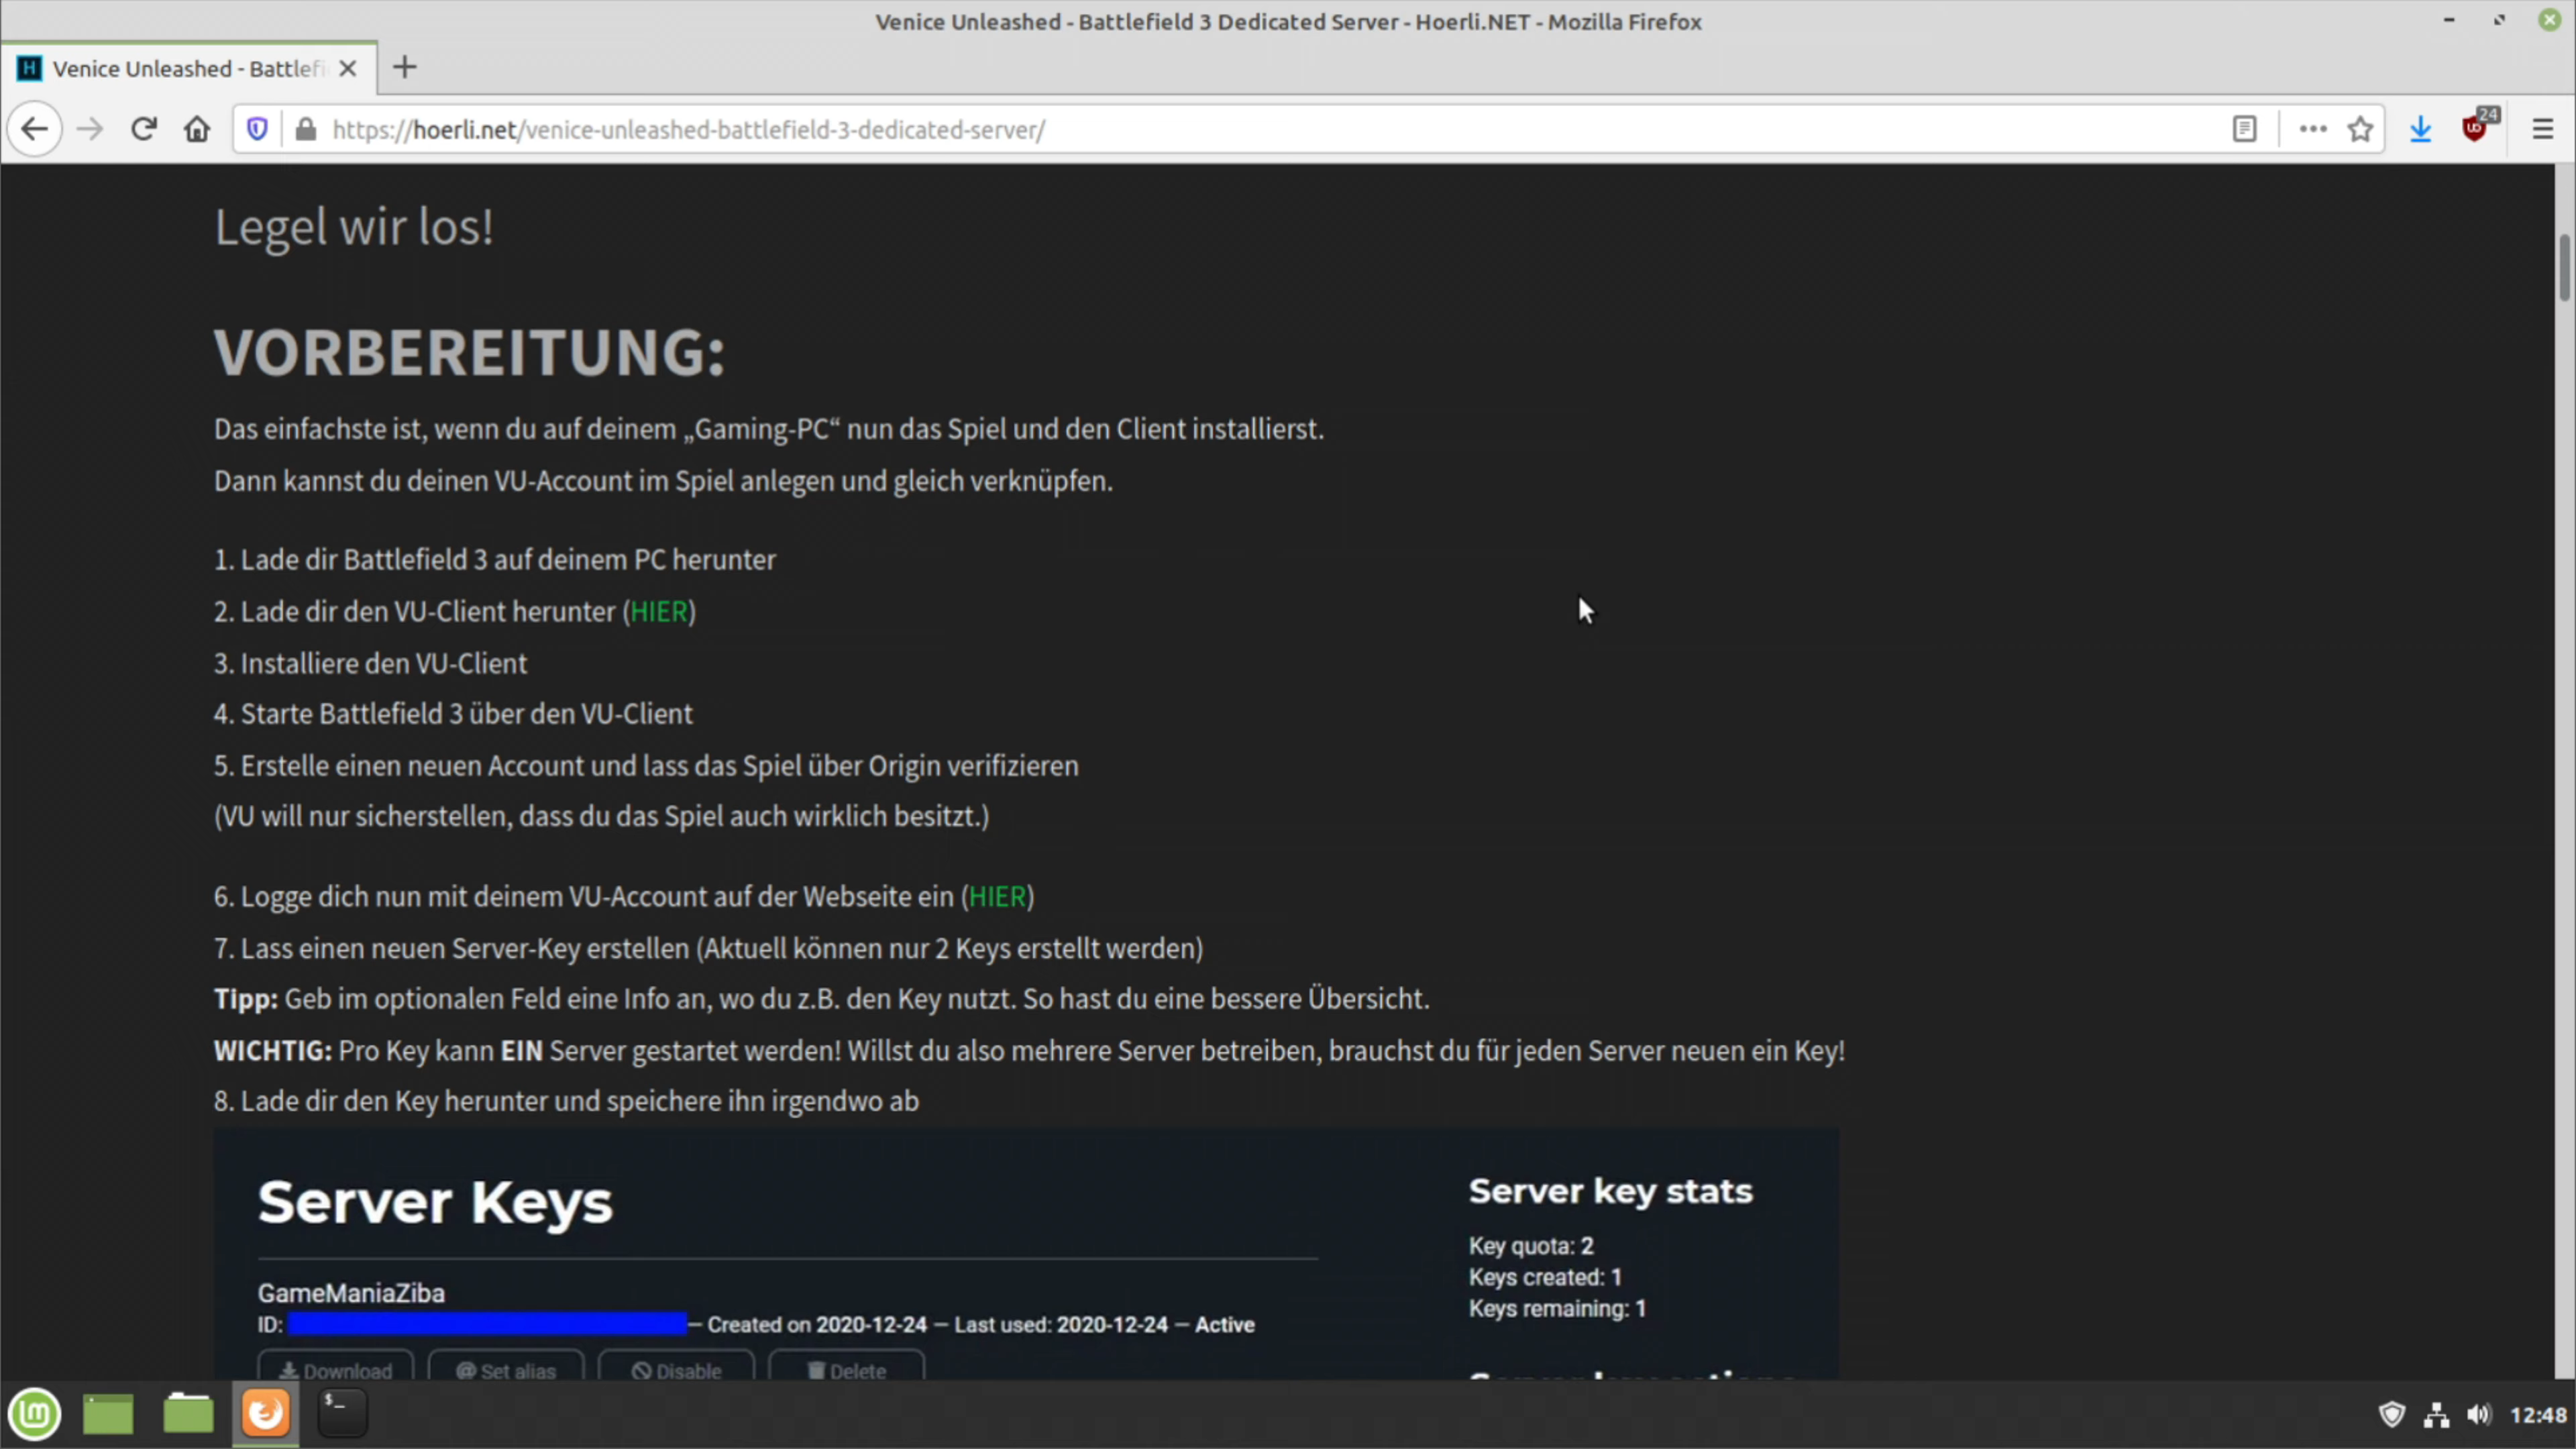 Venice Unleashed - Battlefield 3 Dedicated Server - Hoerli.NET - Mozilla Firefox
Venice Unleashed - Battlefi
https://hoerli.net/venice-unleashed-battlefield-3-dedicated-server/
24
Legel wir los!
VORBEREITUNG:
Das einfachste ist, wenn du auf deinem „Gaming-PC“ nun das Spiel und den Client installierst.
Dann kannst du deinen VU-Account im Spiel anlegen und gleich verknüpfen.
1. Lade dir Battlefield 3 auf deinem PC herunter
2. Lade dir den VU-Client herunter (HIER)
3. Installiere den VU-Client
4. Starte Battlefield 3 über den VU-Client
5. Erstelle einen neuen Account und lass das Spiel über Origin verifizieren
(VU will nur sicherstellen, dass du das Spiel auch wirklich besitzt.)
6. Logge dich nun mit deinem VU-Account auf der Webseite ein (HIER)
7. Lass einen neuen Server-Key erstellen (Aktuell können nur 2 Keys erstellt werden)
Tipp: Geb im optionalen Feld eine Info an, wo du z.B. den Key nutzt. So hast du eine bessere Übersicht.
WICHTIG: Pro Key kann EIN Server gestartet werden! Willst du also mehrere Server betreiben, brauchst du für jeden Server neuen ein Key!
8. Lade dir den Key herunter und speichere ihn irgendwo ab
Server Keys
GameManiaZiba
ID: – Created on 2020-12-24 – Last used: 2020-12-24 – Active
Download Set alias Disable Delete
Server key stats
Key quota: 2
Keys created: 1
Keys remaining: 1
12:48